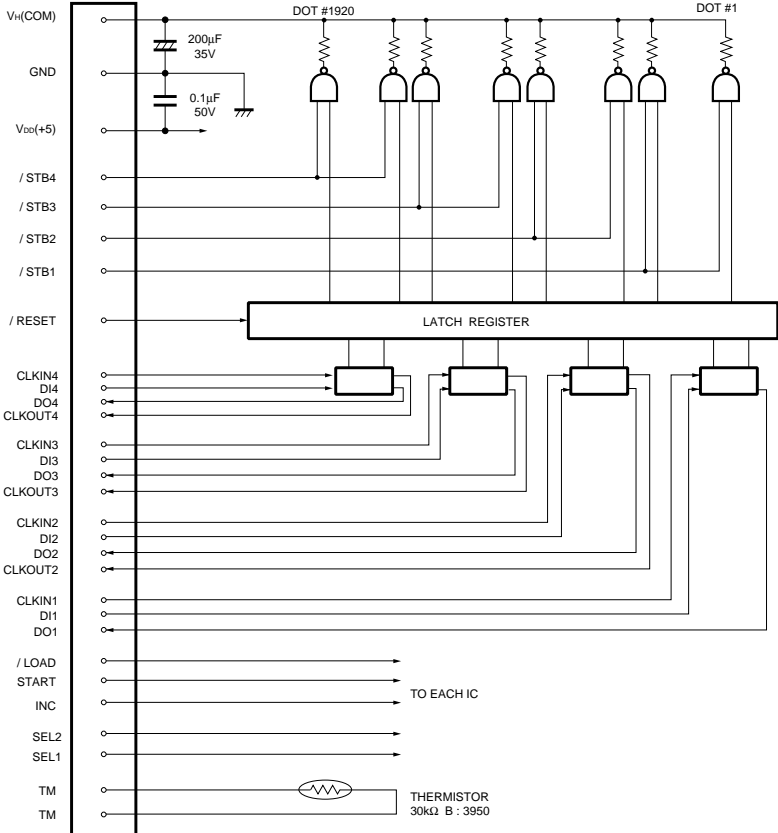 VH(COM)
GND
VDD(+5)
/ STB4
/ STB3
/ STB2
/ STB1
/ RESET
CLKIN4
DI4
DO4
CLKOUT4
CLKIN3
DI3
DO3
CLKOUT3
CLKIN2
DI2
DO2
CLKOUT2
CLKIN1
DI1
DO1
/ LOAD
START
INC
SEL2
SEL1
TM
TM
200μF
35V
0.1μF
50V
DOT #1920
DOT #1
LATCH REGISTER
TO EACH IC
THERMISTOR
30kΩ B : 3950